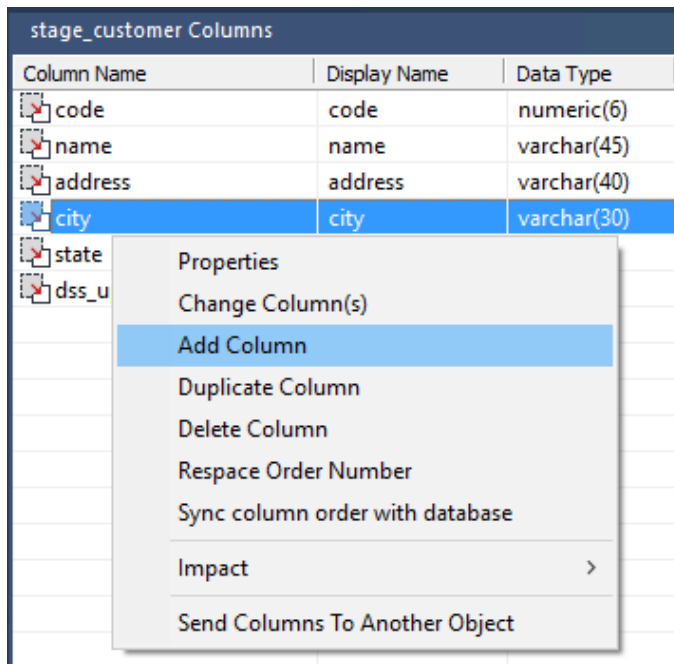 stage_customer Columns
Column Name Display Name Data Type
code code numeric(6)
name name varchar(45)
address address varchar(40)
city city varchar(30)
state
Properties
dss_u
Change Column(s)
Add Column
Duplicate Column
Delete Column
Respace Order Number
Sync column order with database
Impact
Send Columns To Another Object